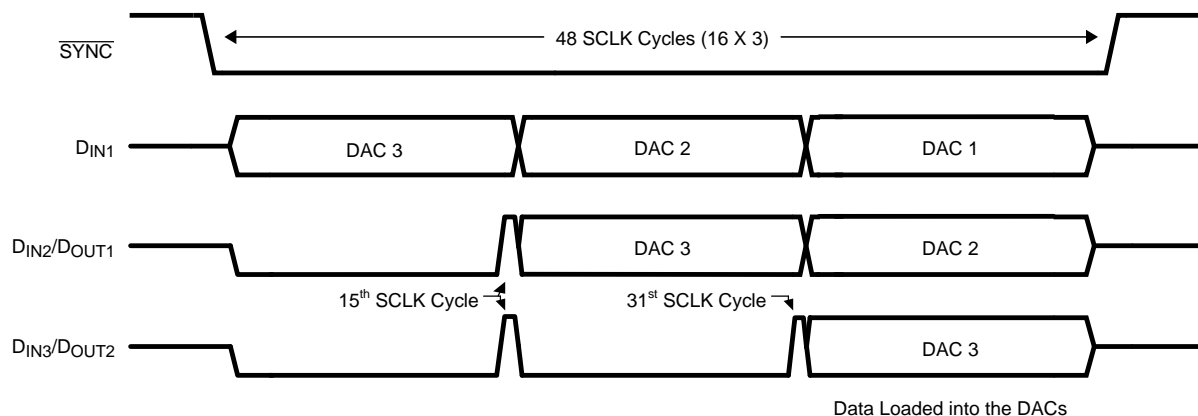 SYNC
48 SCLK Cycles (16 X 3)
DIN1
DAC 3
DAC 2
DAC 1
DIN2/DOUT1
DAC 3
DAC 2
15th SCLK Cycle
31st SCLK Cycle
DIN3/DOUT2
DAC 3
Data Loaded into the DACs